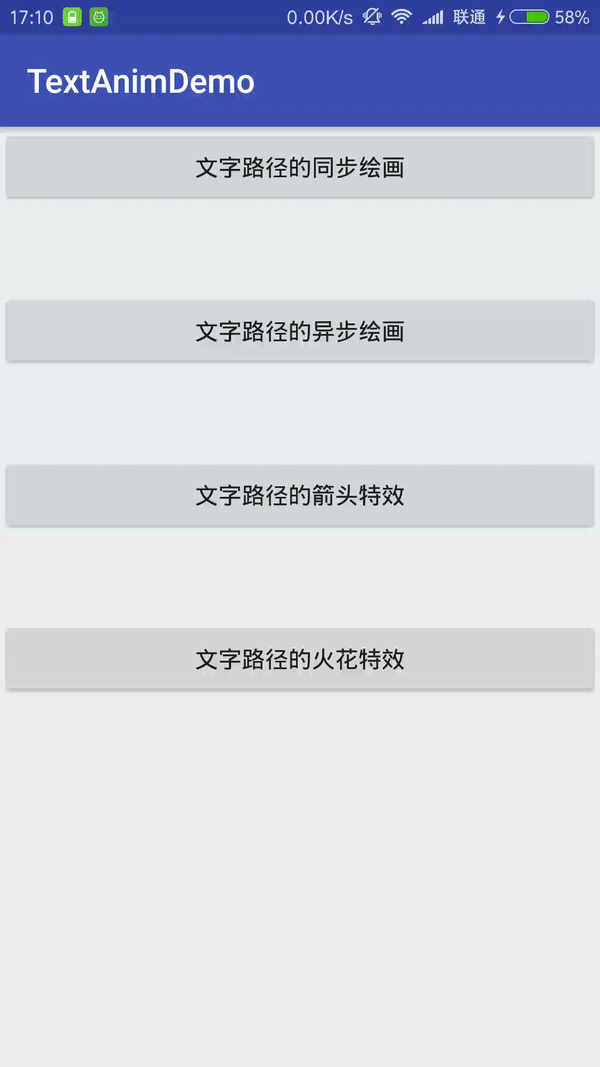 17:10 0.00K/s 联通 58%
TextAnimDemo
文字路径的同步绘画
文字路径的异步绘画
文字路径的箭头特效
文字路径的火花特效